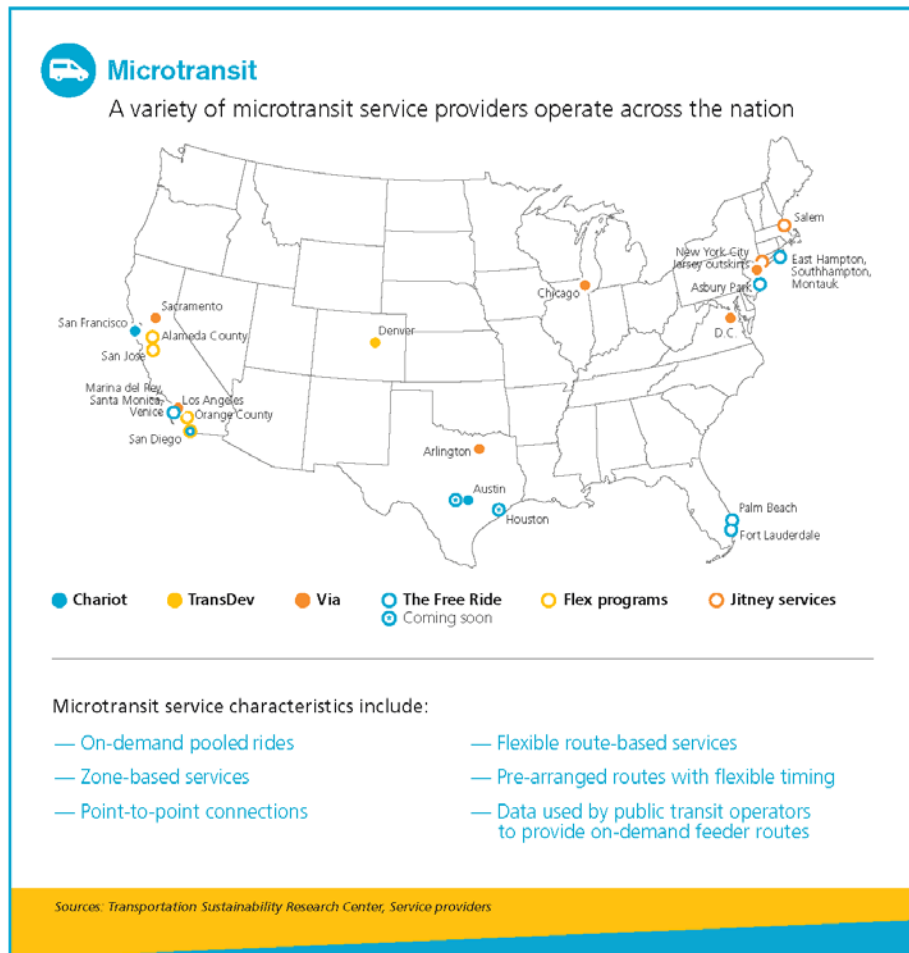 Microtransit
A variety of microtransit service providers operate across the nation
Salem
New York City
Jersey outskirts
East Hampton,
Southhampton,
Montauk
Asbury Park
Chicago
D.C.
Sacramento
San Francisco
Alameda County
San Jose
Denver
Marina del Rey,
Santa Monica,
Venice
Los Angeles
Orange County
San Diego
Arlington
Austin
Houston
Palm Beach
Fort Lauderdale
Chariot
TransDev
Via
The Free Ride
Coming soon
Flex programs
Jitney services
Microtransit service characteristics include:
— On-demand pooled rides
— Zone-based services
— Point-to-point connections
— Flexible route-based services
— Pre-arranged routes with flexible timing
— Data used by public transit operators
to provide on-demand feeder routes
Sources: Transportation Sustainability Research Center, Service providers